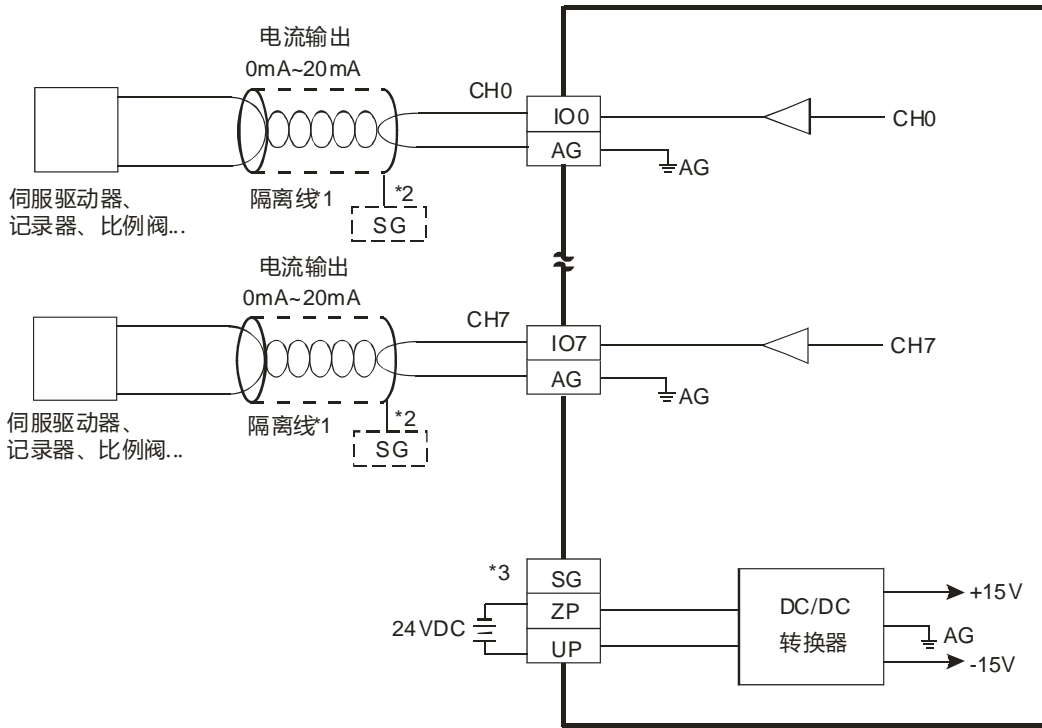 电流输出
0mA~20mA
CH0
IO0
CH0
AG
AG
伺服驱动器、
记录器、比例阀...
隔离线*1
*2
SG
电流输出
0mA~20mA
CH7
IO7
CH7
AG
AG
伺服驱动器、
记录器、比例阀...
隔离线*1
*2
SG
*3
SG
ZP
UP
24VDC
DC/DC
转换器
+15V
AG
-15V